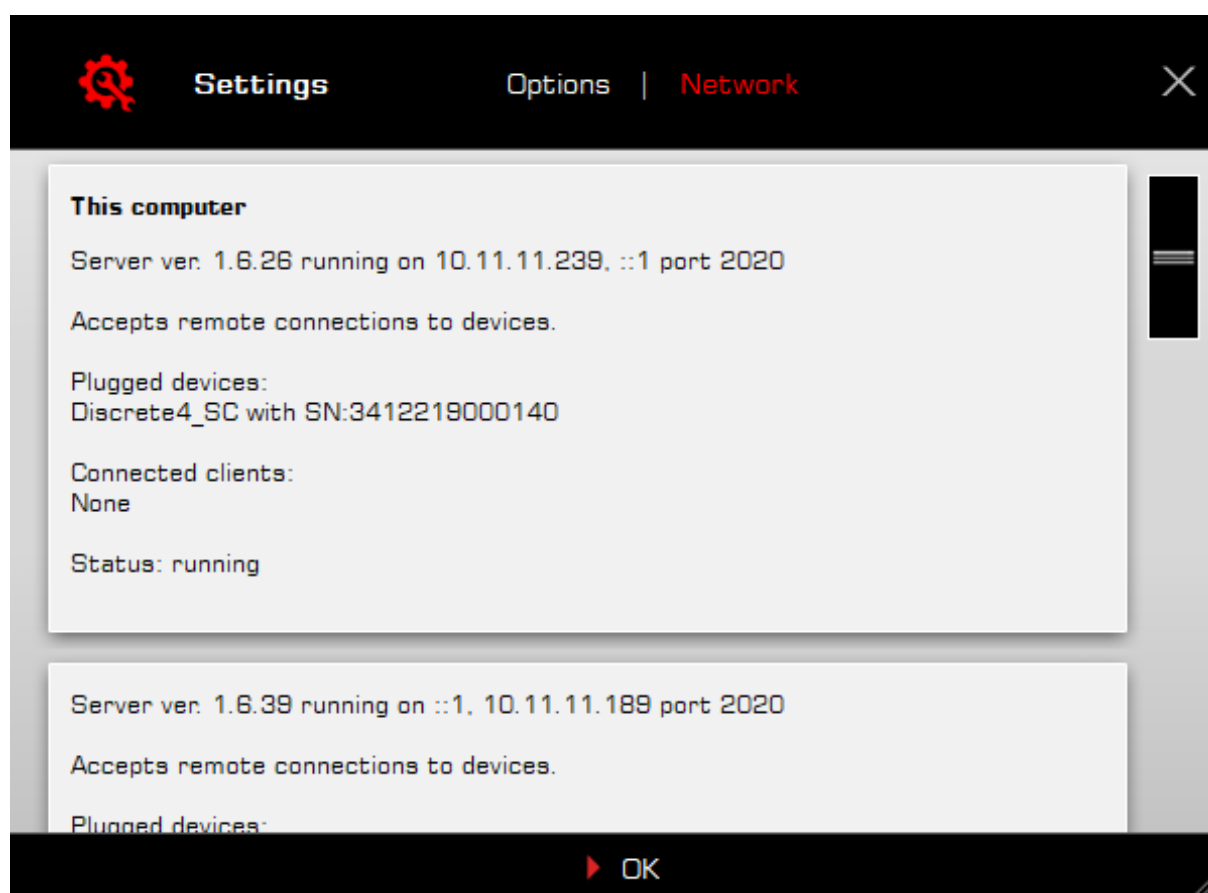 Settings
Options | Network
This computer
Server ver. 1.6.26 running on 10.11.11.239, ::1 port 2020
Accepts remote connections to devices.
Plugged devices:
Discrete4_SC with SN:3412219000140
Connected clients:
None
Status: running
Server ver. 1.6.39 running on ::1, 10.11.11.189 port 2020
Accepts remote connections to devices.
Plugged devices:
OK